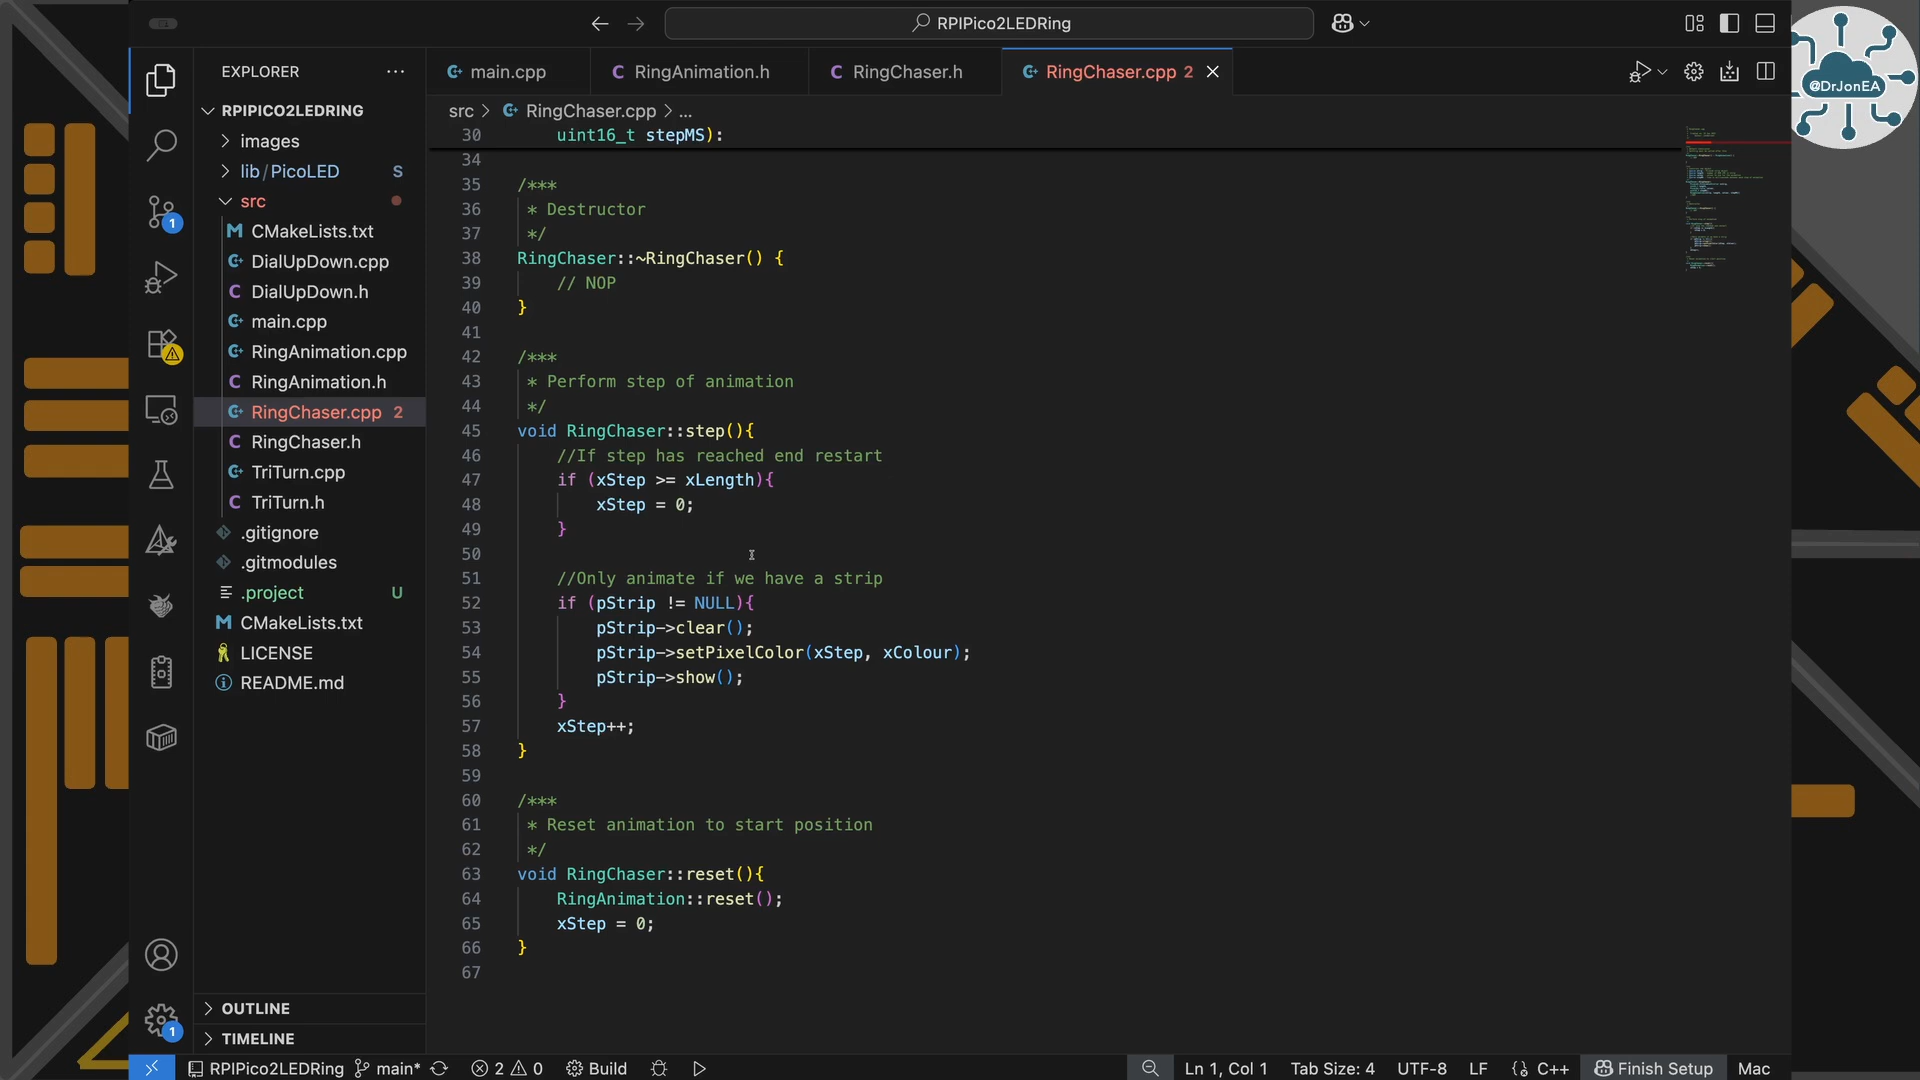 RPIPico2LEDRing
@DrJonEA
EXPLORER
main.cpp
RingAnimation.h
RingChaser.h
RingChaser.cpp 2
RPIPICO2LEDRING
src > RingChaser.cpp > ...
images
lib/PicoLED S
src
CMakeLists.txt
DialUpDown.cpp
DialUpDown.h
main.cpp
RingAnimation.cpp
RingAnimation.h
RingChaser.cpp 2
RingChaser.h
TriTurn.cpp
TriTurn.h
.gitignore
.gitmodules
.project U
CMakeLists.txt
LICENSE
README.md
OUTLINE
TIMELINE
1
1
30 uint16_t stepMS):
34
35 /***
36 * Destructor
37 */
38 RingChaser::~RingChaser() {
39 // NOP
40 }
41
42 /***
43 * Perform step of animation
44 */
45 void RingChaser::step(){
46 //If step has reached end restart
47 if (xStep >= xLength){
48 xStep = 0;
49 }
50
51 //Only animate if we have a strip
52 if (pStrip != NULL){
53 pStrip->clear();
54 pStrip->setPixelColor(xStep, xColour);
55 pStrip->show();
56 }
57 xStep++;
58 }
59
60 /***
61 * Reset animation to start position
62 */
63 void RingChaser::reset(){
64 RingAnimation::reset();
65 xStep = 0;
66 }
67
RPIPico2LEDRing main* 2 0 Build Ln 1, Col 1 Tab Size: 4 UTF-8 LF {} C++ Finish Setup Mac